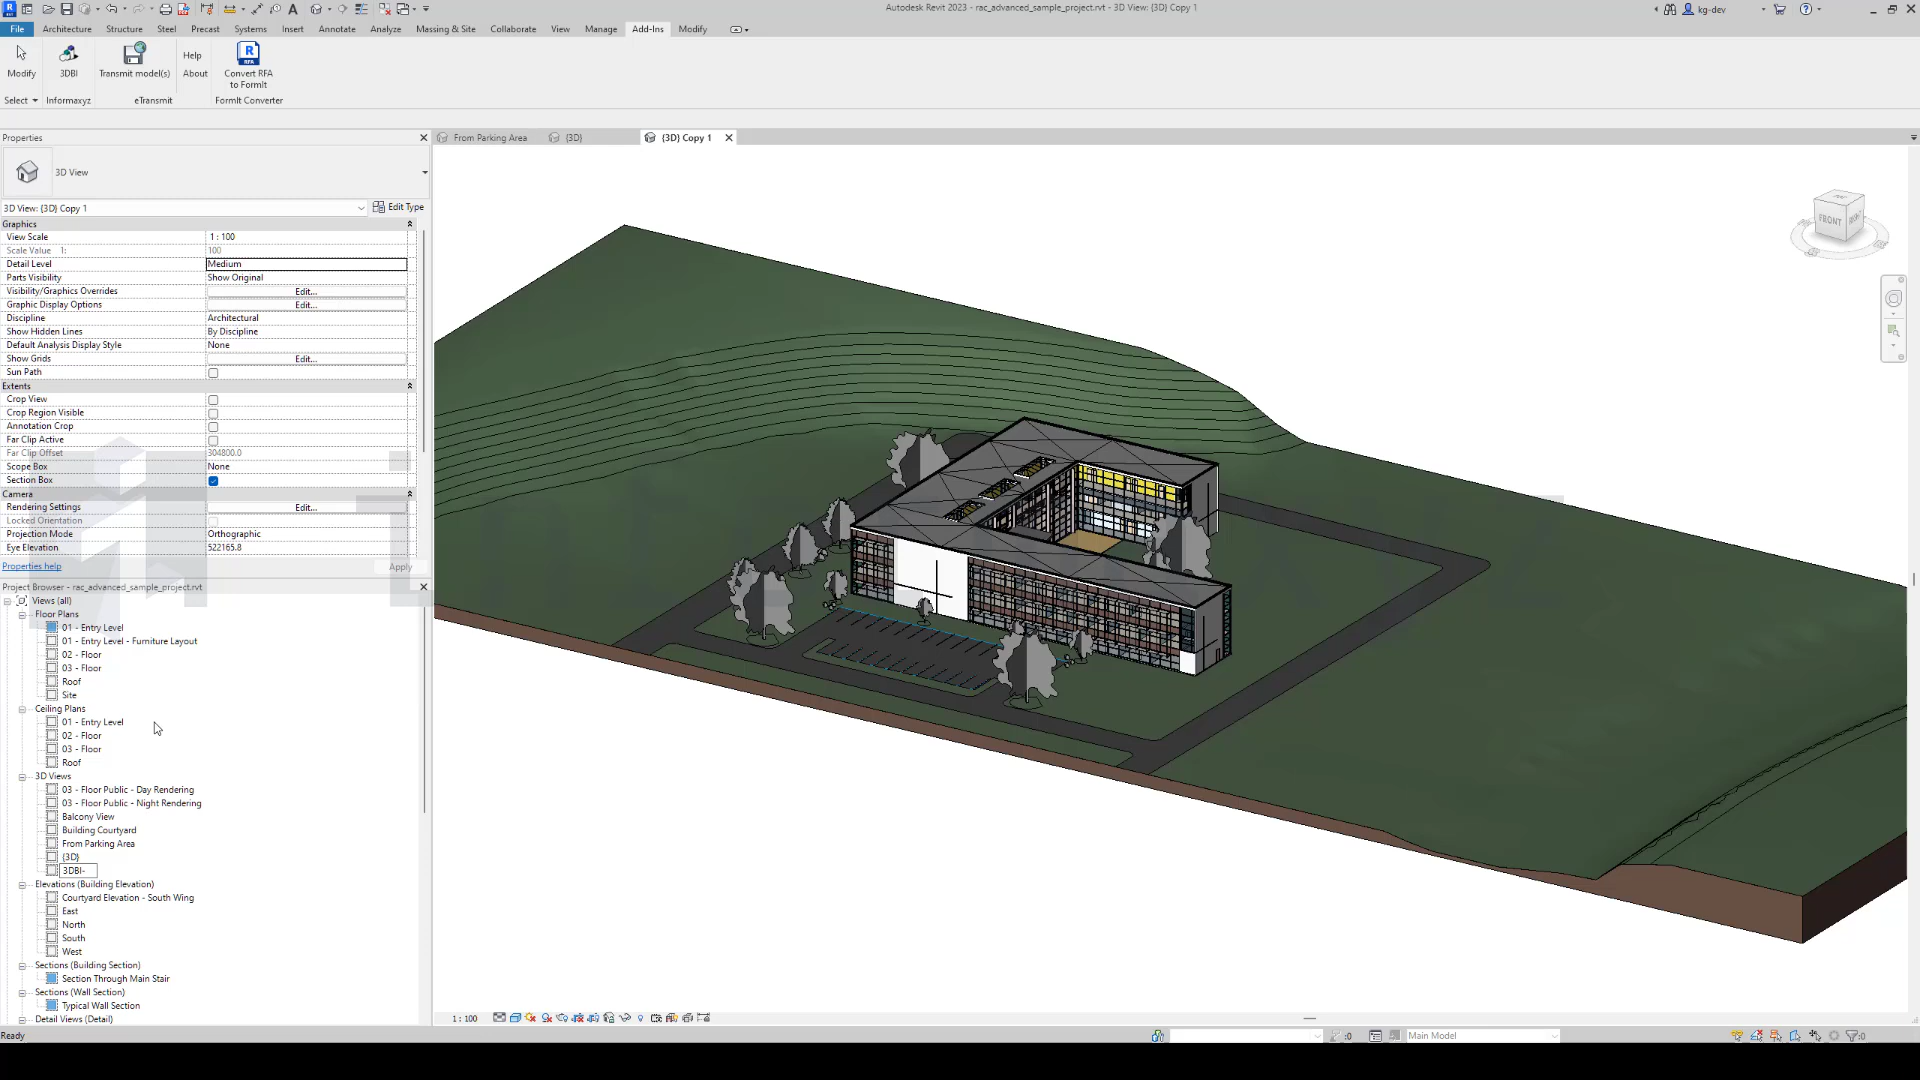 Autodesk Revit 2023 - rac_advanced_sample_project.rvt - 3D View: {3D} Copy 1
kg-dev
File Architecture Structure Steel Precast Systems Insert Annotate Analyze Massing & Site Collaborate View Manage Add-Ins Modify
Modify
3DBI
Transmit model(s)
Help
About
Convert RFA
to FormIt
Select
Informaxyz
eTransmit
FormIt Converter
Properties
From Parking Area
{3D}
{3D} Copy 1
3D View
3D View: {3D} Copy 1
Edit Type
Graphics
View Scale 1 : 100
Scale Value 1: 100
Detail Level Medium
Parts Visibility Show Original
Visibility/Graphics Overrides Edit...
Graphic Display Options Edit...
Discipline Architectural
Show Hidden Lines By Discipline
Default Analysis Display Style None
Show Grids Edit...
Sun Path
Extents
Crop View
Crop Region Visible
Annotation Crop
Far Clip Active
Far Clip Offset 304800.0
Scope Box None
Section Box
Camera
Rendering Settings Edit...
Locked Orientation
Projection Mode Orthographic
Eye Elevation 522165.8
Properties help
Apply
Project Browser - rac_advanced_sample_project.rvt
Views (all)
Floor Plans
01 - Entry Level
01 - Entry Level - Furniture Layout
02 - Floor
03 - Floor
Roof
Site
Ceiling Plans
01 - Entry Level
02 - Floor
03 - Floor
Roof
3D Views
03 - Floor Public - Day Rendering
03 - Floor Public - Night Rendering
Balcony View
Building Courtyard
From Parking Area
{3D}
3DBI-
Elevations (Building Elevation)
Courtyard Elevation - South Wing
East
North
South
West
Sections (Building Section)
Section Through Main Stair
Sections (Wall Section)
Typical Wall Section
Detail Views (Detail)
FRONT
1 : 100
Ready
:0
Main Model
:0